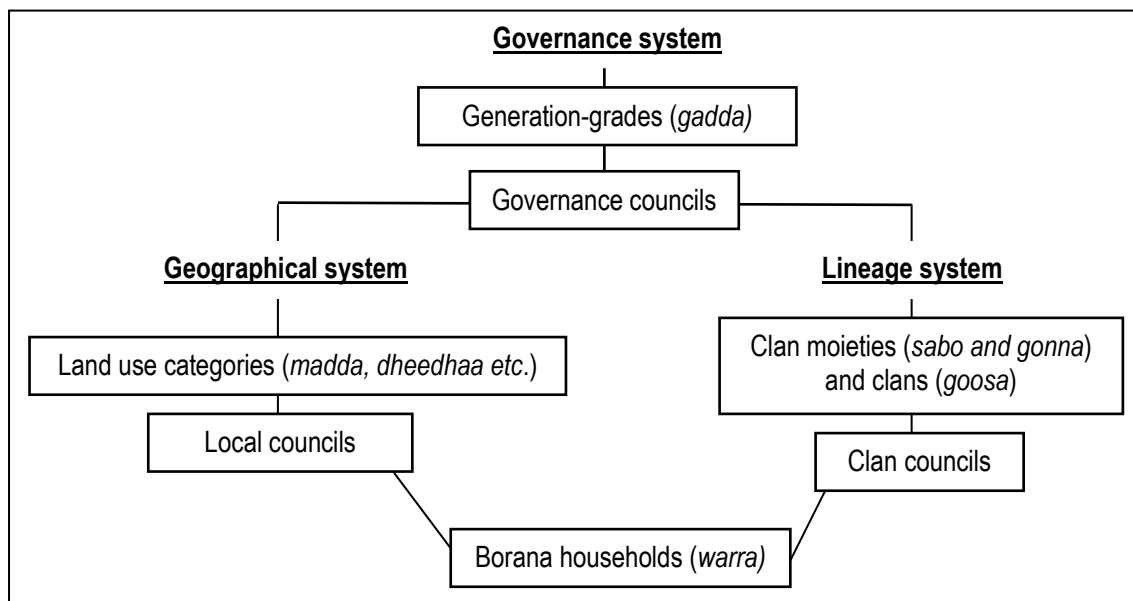 Governance system
Generation-grades (gadda)
Governance councils
Geographical system
Lineage system
Land use categories (madda, dheedhaa etc.)
Clan moieties (sabo and gonna)
and clans (goosa)
Local councils
Clan councils
Borana households (warra)